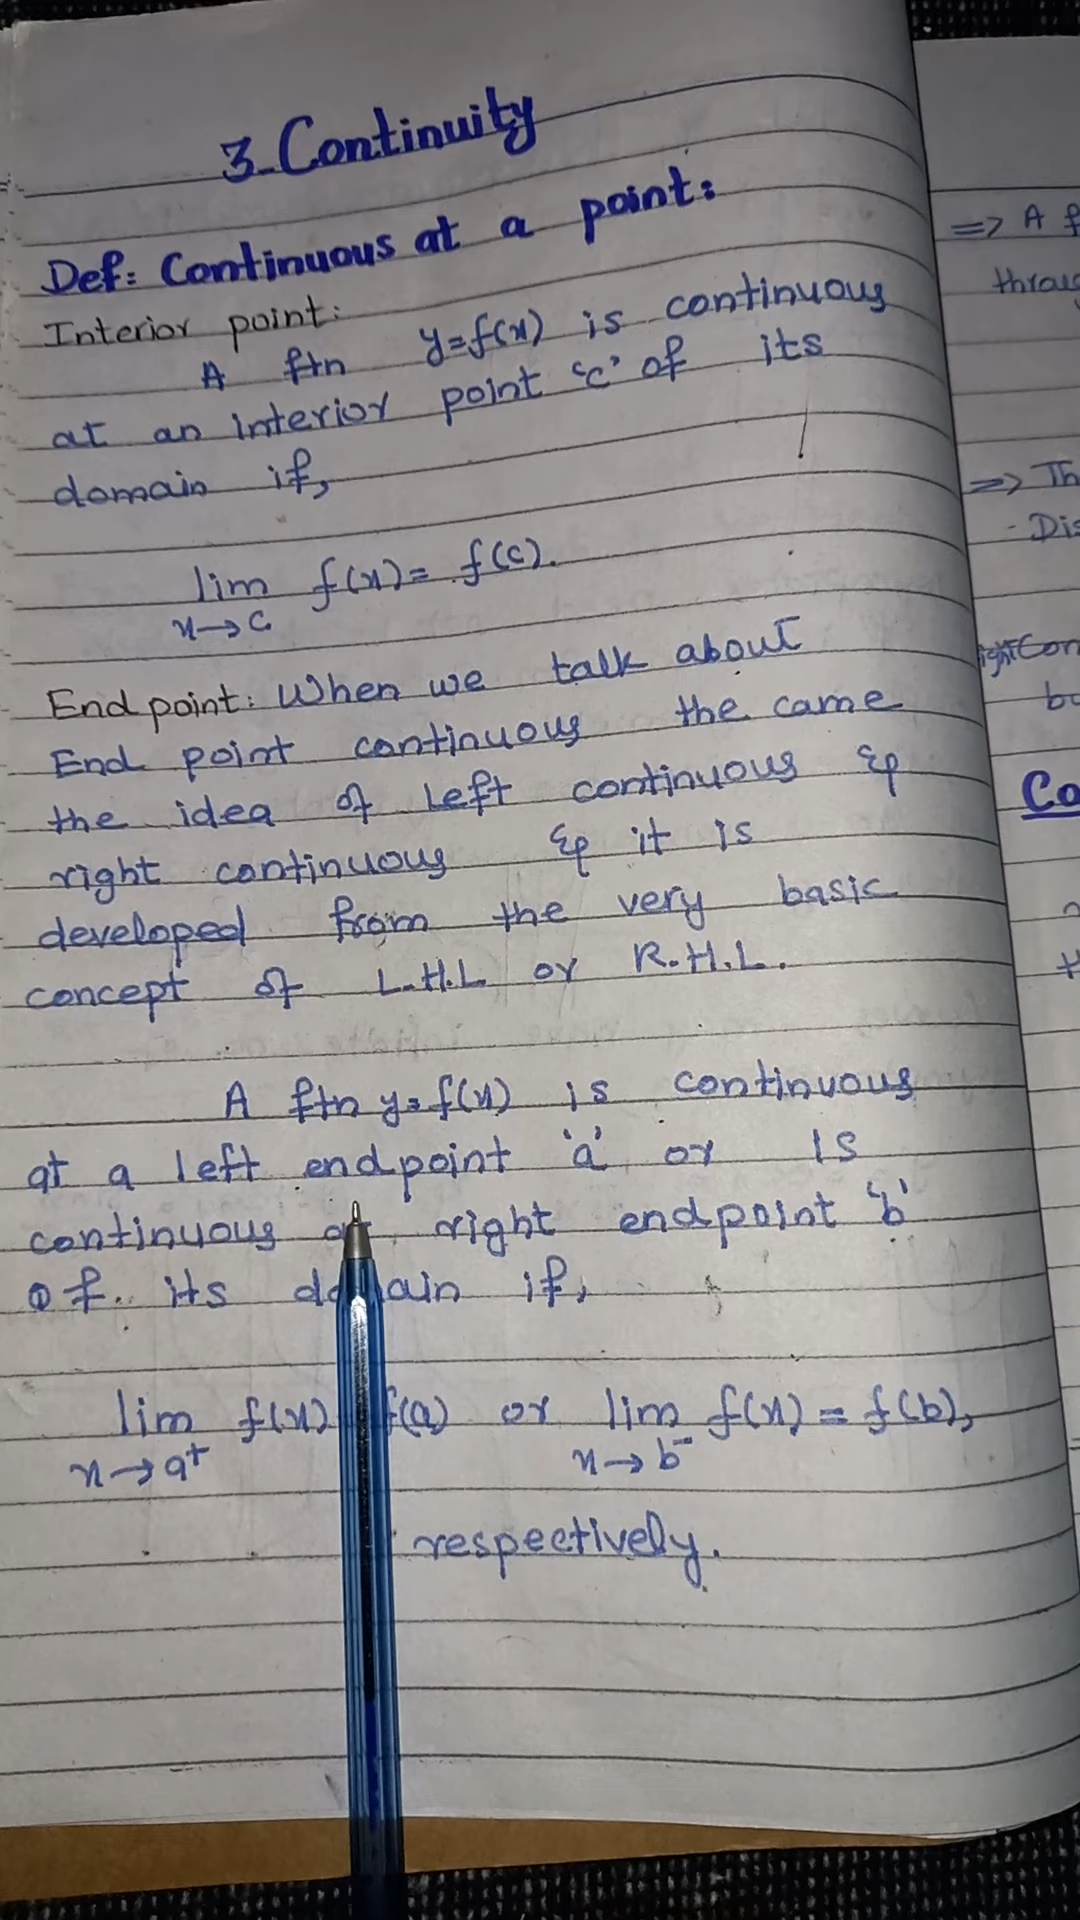 3. Continuity
Def: Continuous at a point:
Interior point:
A ftn y=f(x) is continuous
at an interior point 'c' of its
domain if,
lim f(x) = f(c).
x→c
End point: When we talk about
End point continuous the came
the idea of Left continuous &
right continuous & it is
developed from the very basic
concept of L.H.L or R.H.L.
A ftn y=f(x) is continuous
at a left endpoint 'a' or is
continuous right endpoint 'b'
of its if,
lim f(x) f(a) or lim f(x) = f(b),
x→a⁺ x→b⁻
respectively.
=> A
=> Th
Dis
Co